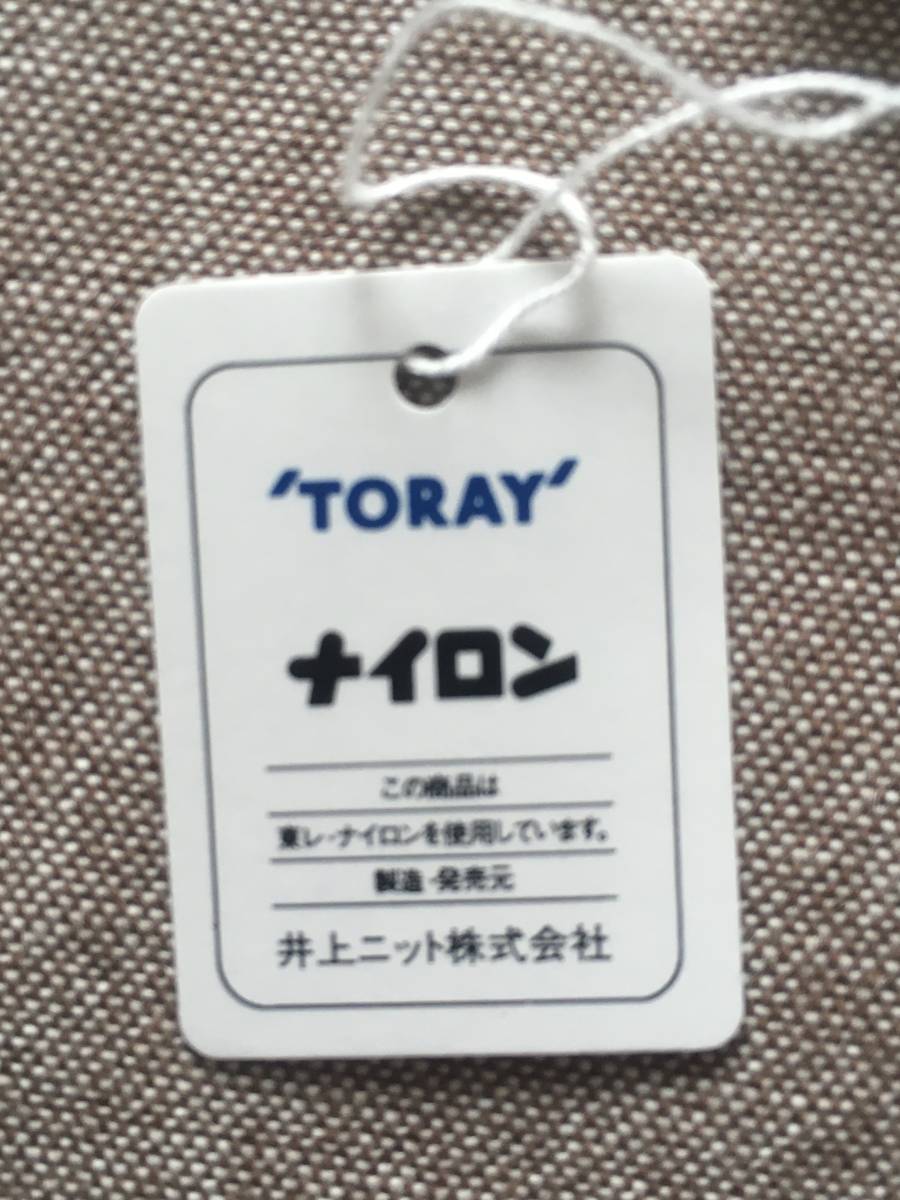 'TORAY'
ナイロン
この商品は
東レ・ナイロンを使用しています。
製造・発売元
井上ニット株式会社